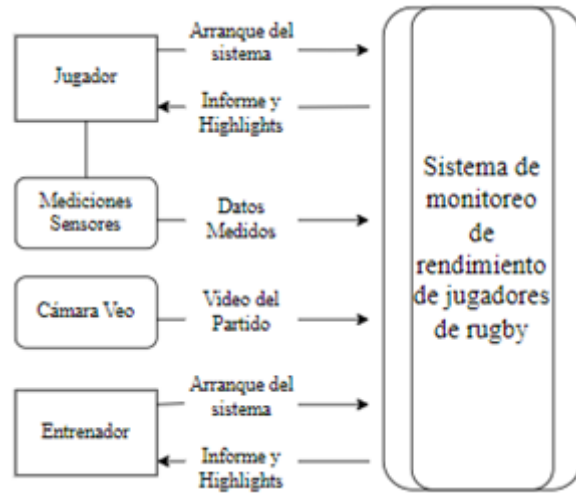 Jugador
Arranque del
sistema
Informe y
Highlights
Mediciones
Sensores
Datos
Medidos
Cámara Veo
Video del
Partido
Entrenador
Arranque del
sistema
Informe y
Highlights
Sistema de
monitoreo
de
rendimiento
de jugadores
de rugby